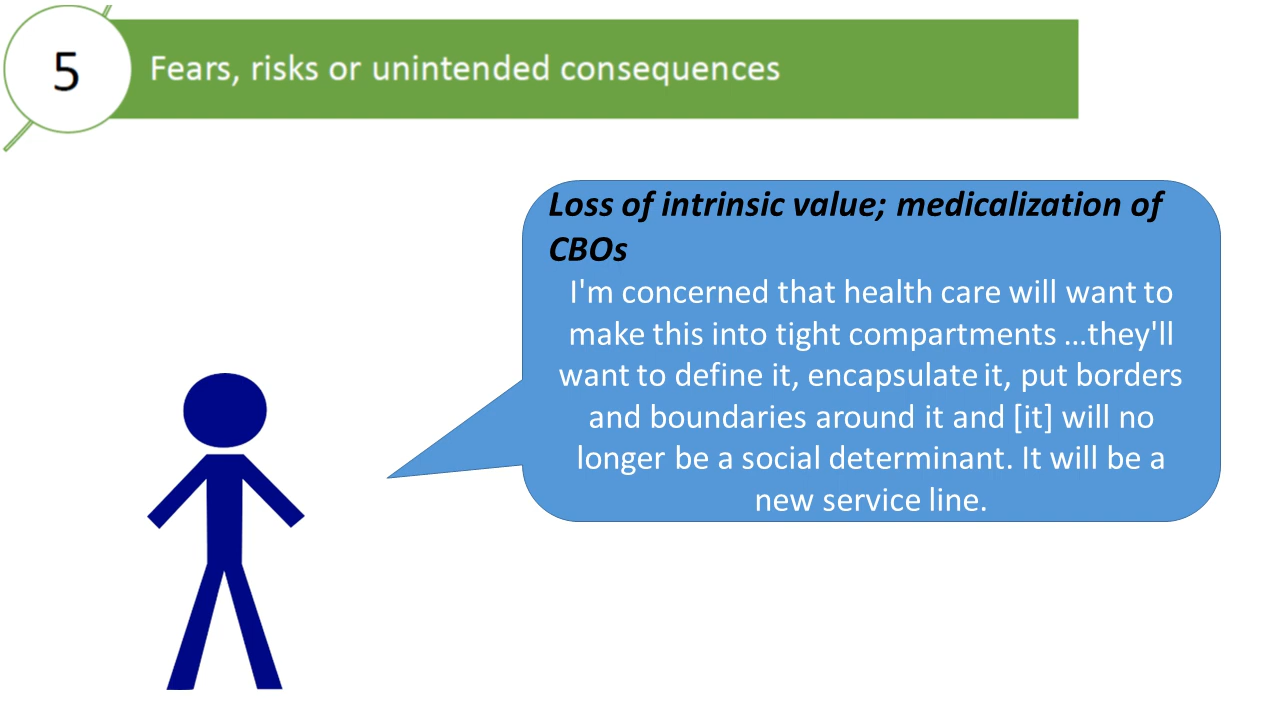 5
Fears, risks or unintended consequences
Loss of intrinsic value; medicalization of
CBOs
I'm concerned that health care will want to
make this into tight compartments ...they'll
want to define it, encapsulate it, put borders
and boundaries around it and [it] will no
longer be a social determinant. It will be a
new service line.